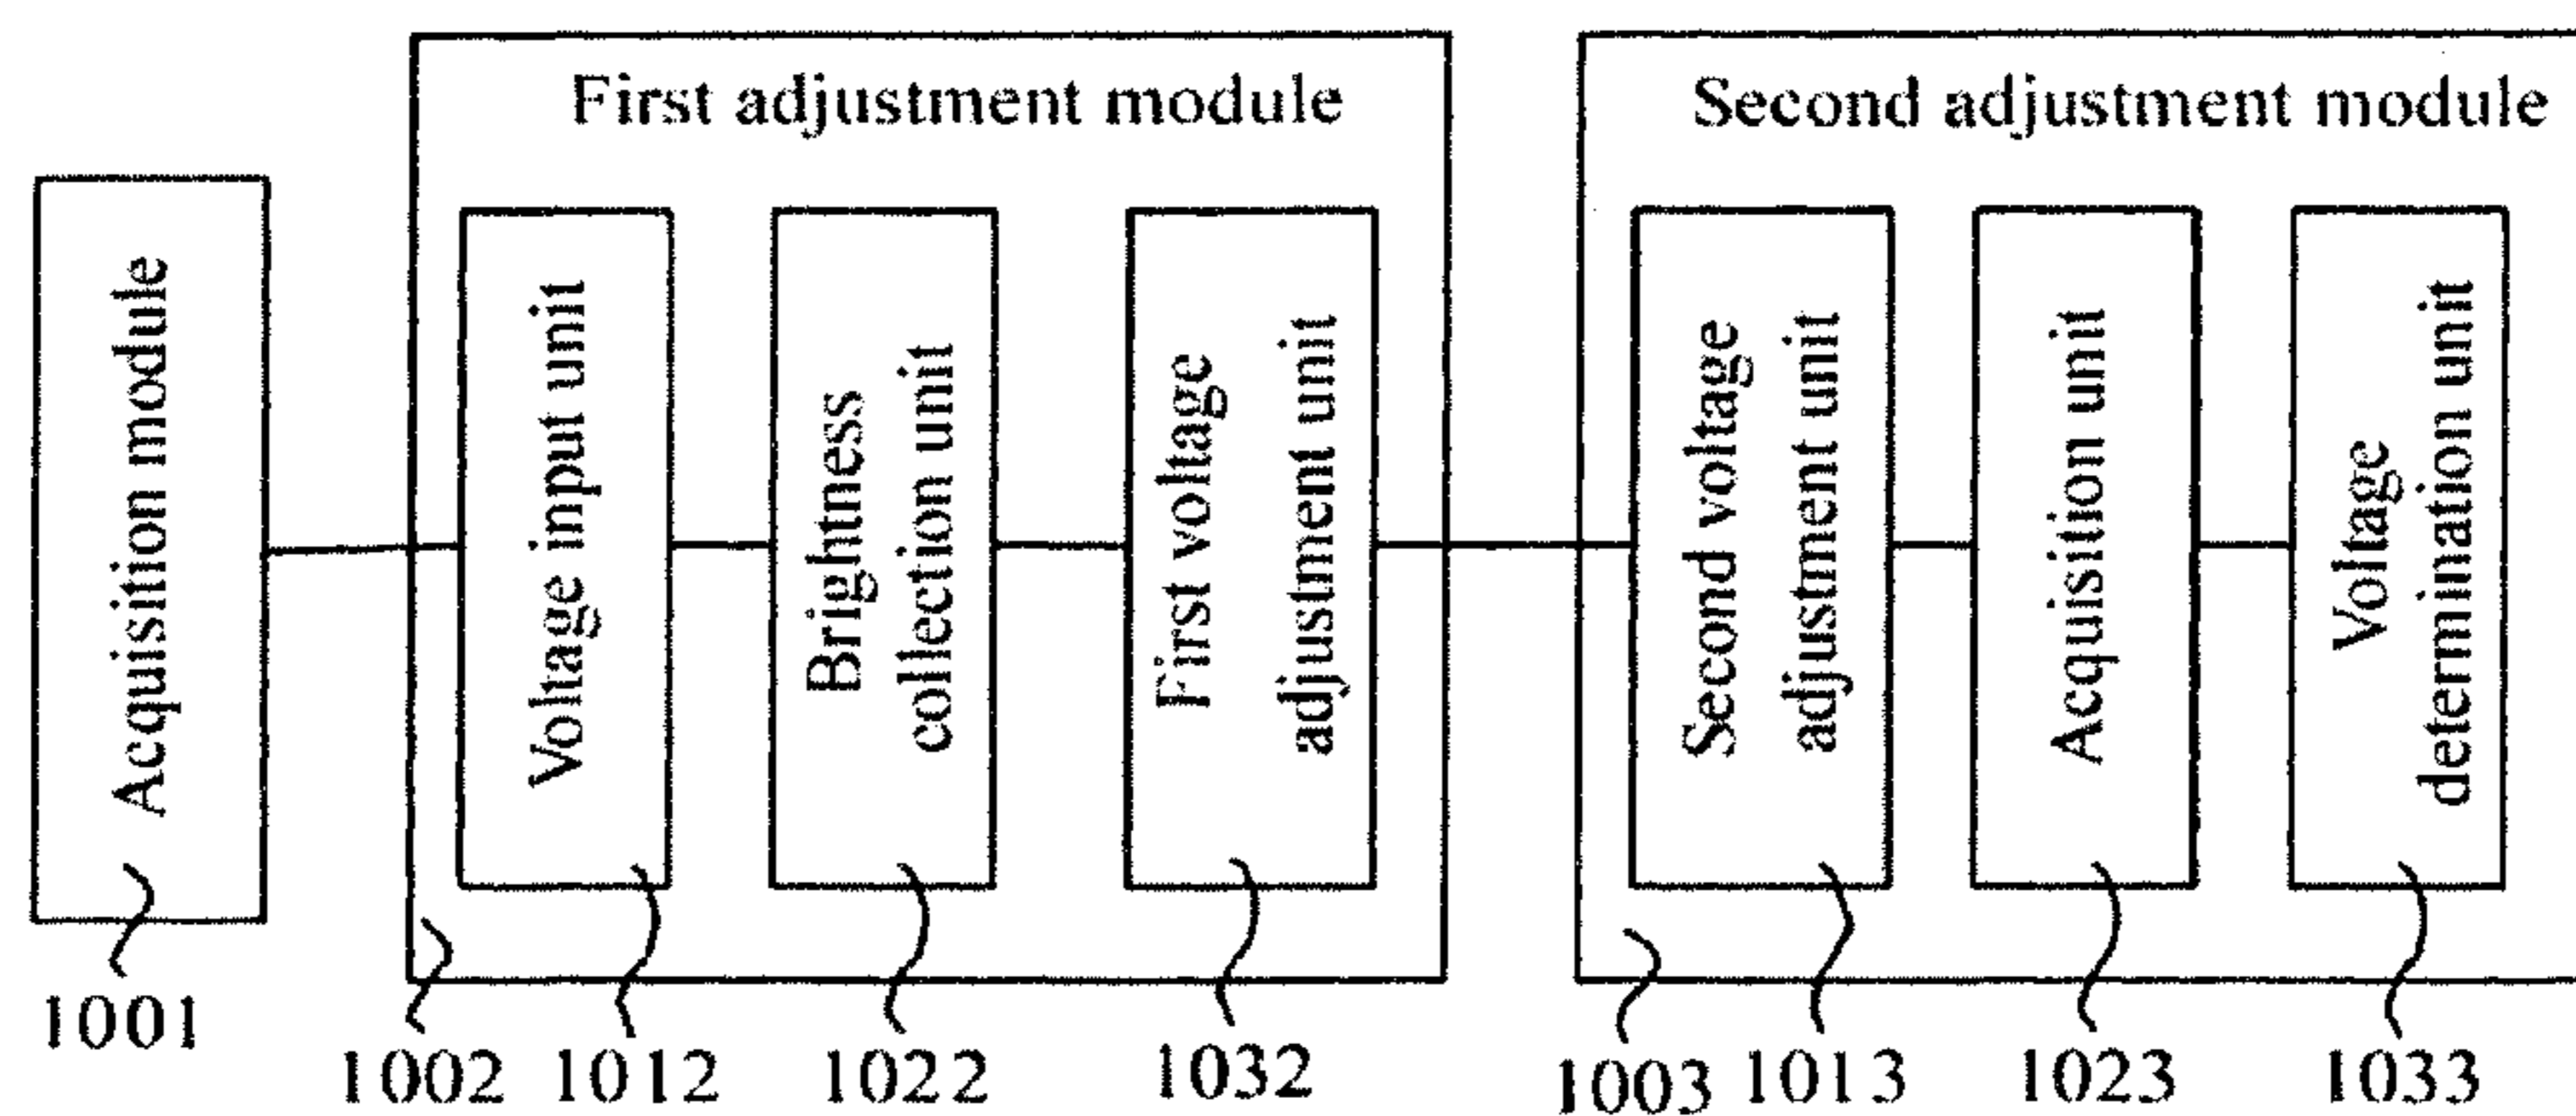 First adjustment module
Second adjustment module
Acquisition module
Voltage input unit
Brightness
collection unit
First voltage
adjustment unit
Second voltage
adjustment unit
Acquisition unit
Voltage
determination unit
1001
1002
1012
1022
1032
1003
1013
1023
1033